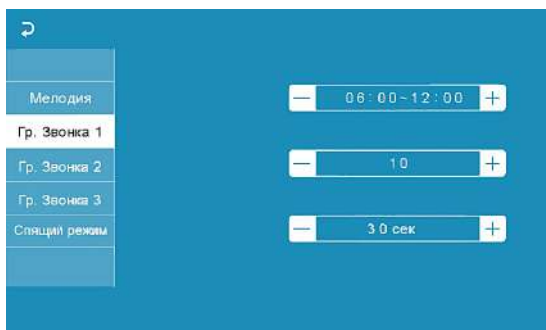 Мелодия
06:00~12:00
Гр. Звонка 1
Гр. Звонка 2
10
Гр. Звонка 3
Спящий режим
30 сек